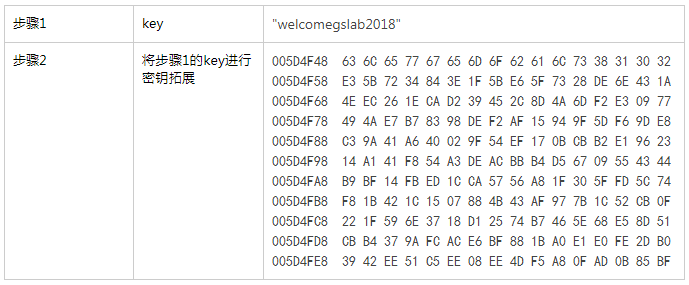 步骤1 key "welcomegslab2018"
步骤2 将步骤1的key进行密钥拓展
005D4F48 63 6C 65 77 67 65 6D 6F 62 61 6C 73 38 31 30 32
005D4F58 E3 5B 72 34 84 3E 1F 5B E6 5F 73 28 DE 6E 43 1A
005D4F68 4E EC 26 1E CA D2 39 45 2C 8D 4A 6D F2 E3 09 77
005D4F78 49 4A E7 B7 83 98 DE F2 AF 15 94 9F 5D F6 9D E8
005D4F88 C3 9A 41 A6 40 02 9F 54 EF 17 0B CB B2 E1 96 23
005D4F98 14 A1 41 F8 54 A3 DE AC BB B4 D5 67 09 55 43 44
005D4FA8 B9 BF 14 FB ED 1C CA 57 56 A8 1F 30 5F FD 5C 74
005D4FB8 F8 1B 42 1C 15 07 88 4B 43 AF 97 7B 1C 52 CB 0F
005D4FC8 22 1F 59 6E 37 18 D1 25 74 B7 46 5E 68 E5 8D 51
005D4FD8 CB B4 37 9A FC AC E6 BF 88 1B A0 E1 E0 FE 2D B0
005D4FE8 39 42 EE 51 C5 EE 08 EE 4D F5 A8 0F AD 0B 85 BF